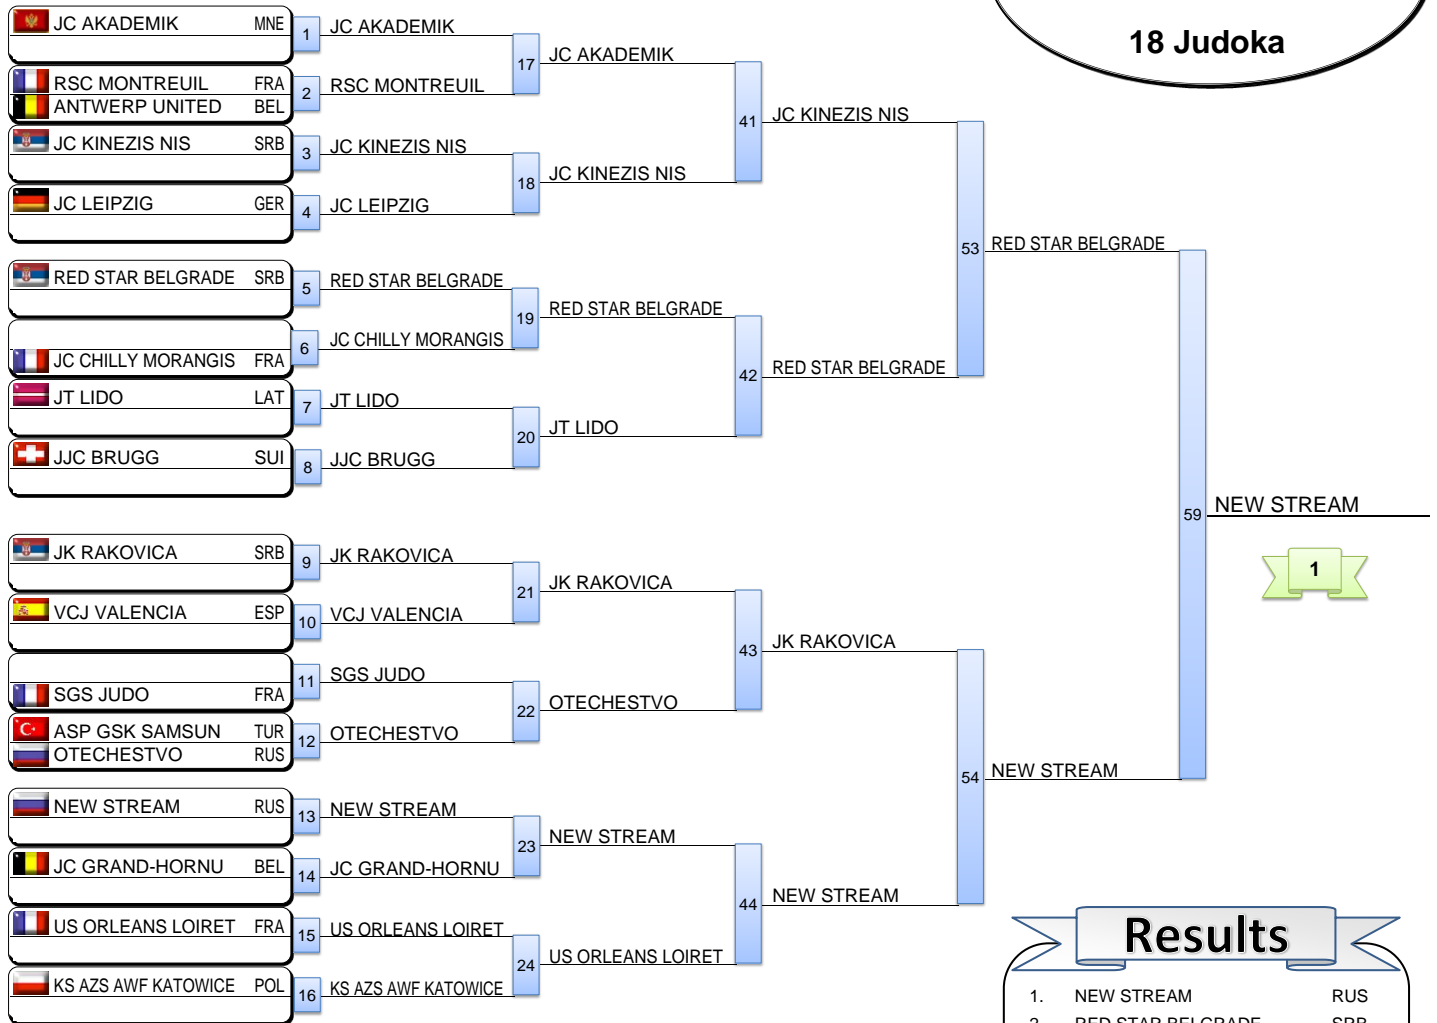 18 Judoka
JC AKADEMIK MNE
1 JC AKADEMIK
17 JC AKADEMIK
RSC MONTREUIL FRA
ANTWERP UNITED BEL
2 RSC MONTREUIL
41 JC KINEZIS NIS
JC KINEZIS NIS SRB
3 JC KINEZIS NIS
18 JC KINEZIS NIS
JC LEIPZIG GER
4 JC LEIPZIG
53 RED STAR BELGRADE
RED STAR BELGRADE SRB
5 RED STAR BELGRADE
19 RED STAR BELGRADE
JC CHILLY MORANGIS FRA
6 JC CHILLY MORANGIS
42 RED STAR BELGRADE
JT LIDO LAT
7 JT LIDO
20 JT LIDO
JJC BRUGG SUI
8 JJC BRUGG
59 NEW STREAM
1
JK RAKOVICA SRB
9 JK RAKOVICA
21 JK RAKOVICA
VCJ VALENCIA ESP
10 VCJ VALENCIA
43 JK RAKOVICA
SGS JUDO FRA
11 SGS JUDO
22 OTECHESTVO
ASP GSK SAMSUN TUR
OTECHESTVO RUS
12 OTECHESTVO
54 NEW STREAM
NEW STREAM RUS
13 NEW STREAM
23 NEW STREAM
JC GRAND-HORNU BEL
14 JC GRAND-HORNU
44 NEW STREAM
US ORLEANS LOIRET FRA
15 US ORLEANS LOIRET
24 US ORLEANS LOIRET
KS AZS AWF KATOWICE POL
16 KS AZS AWF KATOWICE
Results
1. NEW STREAM RUS
2. RED STAR BELGRADE SRB